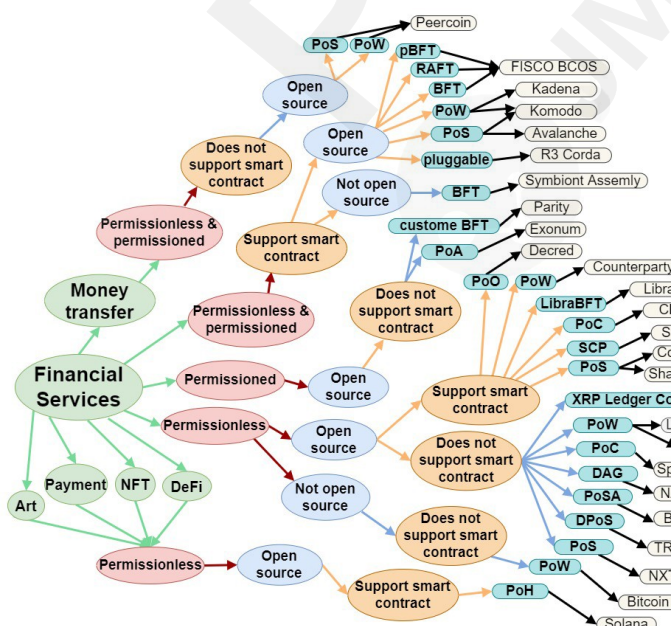 Peercoin
PoS
PoW
pBFT
RAFT
FISCO BCOS
Open
source
BFT
Kadena
PoW
Komodo
Open
source
PoS
Avalanche
Does not
support smart
contract
pluggable
R3 Corda
Not open
source
BFT
Symbiont Assemly
Permissionless &
permissioned
Support smart
contract
custome BFT
Parity
PoA
Exonum
Decred
Money
transfer
PoO
PoW
Counterparty
Does not
support smart
contract
LibraBFT
Libra
Permissionless &
permissioned
PoC
SCP
PoS
Financial
Services
Permissioned
Open
source
Support smart
contract
XRP Ledger Co
Permissionless
Open
source
Does not
support smart
contract
PoW
PoC
DAG
PoSA
DPoS
PoS
Art
Payment
NFT
DeFi
Not open
source
Does not
support smart
contract
PoW
NXT
Bitcoin
Permissionless
Open
source
Support smart
contract
PoH
Solana